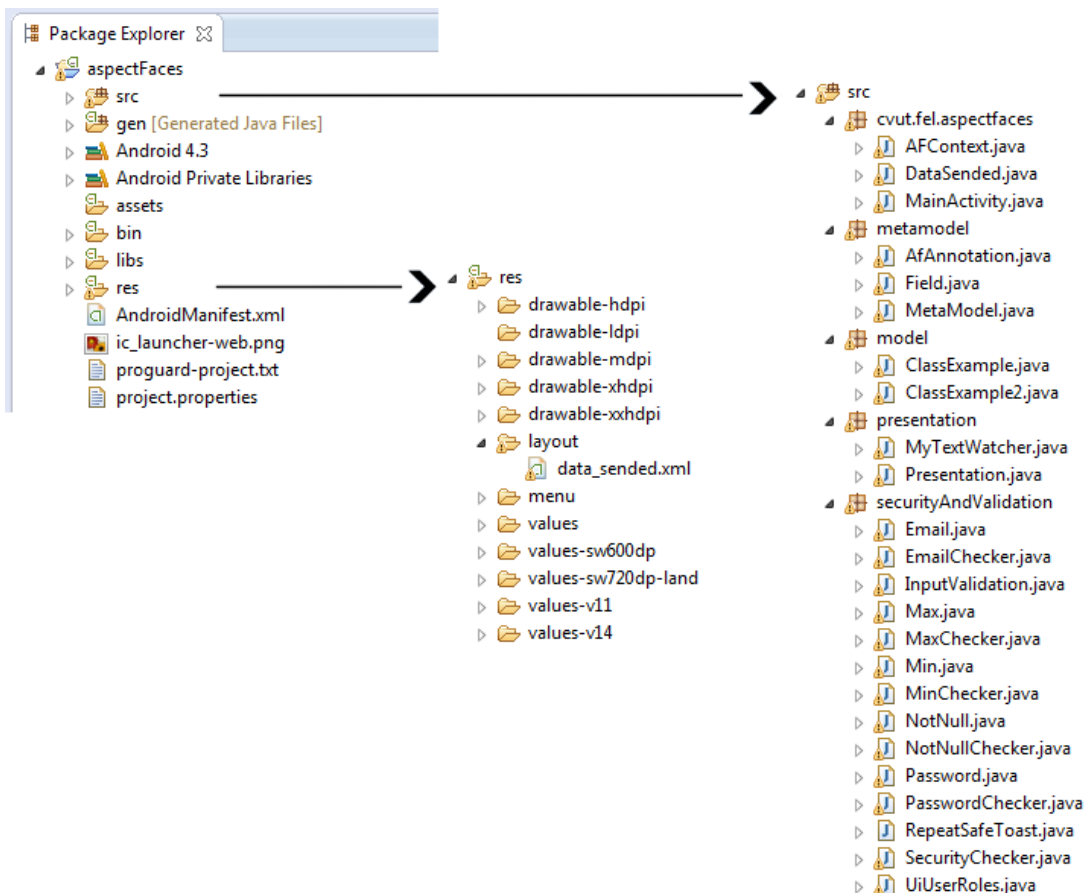 Package Explorer
aspectFaces
src
gen [Generated Java Files]
Android 4.3
Android Private Libraries
assets
bin
libs
res
AndroidManifest.xml
ic_launcher-web.png
proguard-project.txt
project.properties
res
drawable-hdpi
drawable-ldpi
drawable-mdpi
drawable-xhdpi
drawable-xxhdpi
layout
data_sended.xml
menu
values
values-sw600dp
values-sw720dp-land
values-v11
values-v14
src
cvut.fel.aspectfaces
AFContext.java
DataSended.java
MainActivity.java
metamodel
AfAnnotation.java
Field.java
MetaModel.java
model
ClassExample.java
ClassExample2.java
presentation
MyTextWatcher.java
Presentation.java
securityAndValidation
Email.java
EmailChecker.java
InputValidation.java
Max.java
MaxChecker.java
Min.java
MinChecker.java
NotNull.java
NotNullChecker.java
Password.java
PasswordChecker.java
RepeatSafeToast.java
SecurityChecker.java
UiUserRoles.java